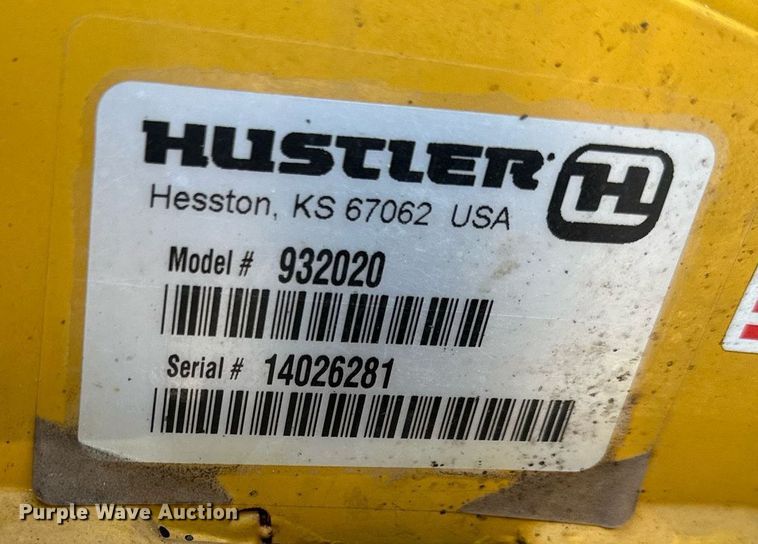 HUSTLER
H
Hesston, KS 67062 USA
Model # 932020
Serial # 14026281
Purple Wave Auction